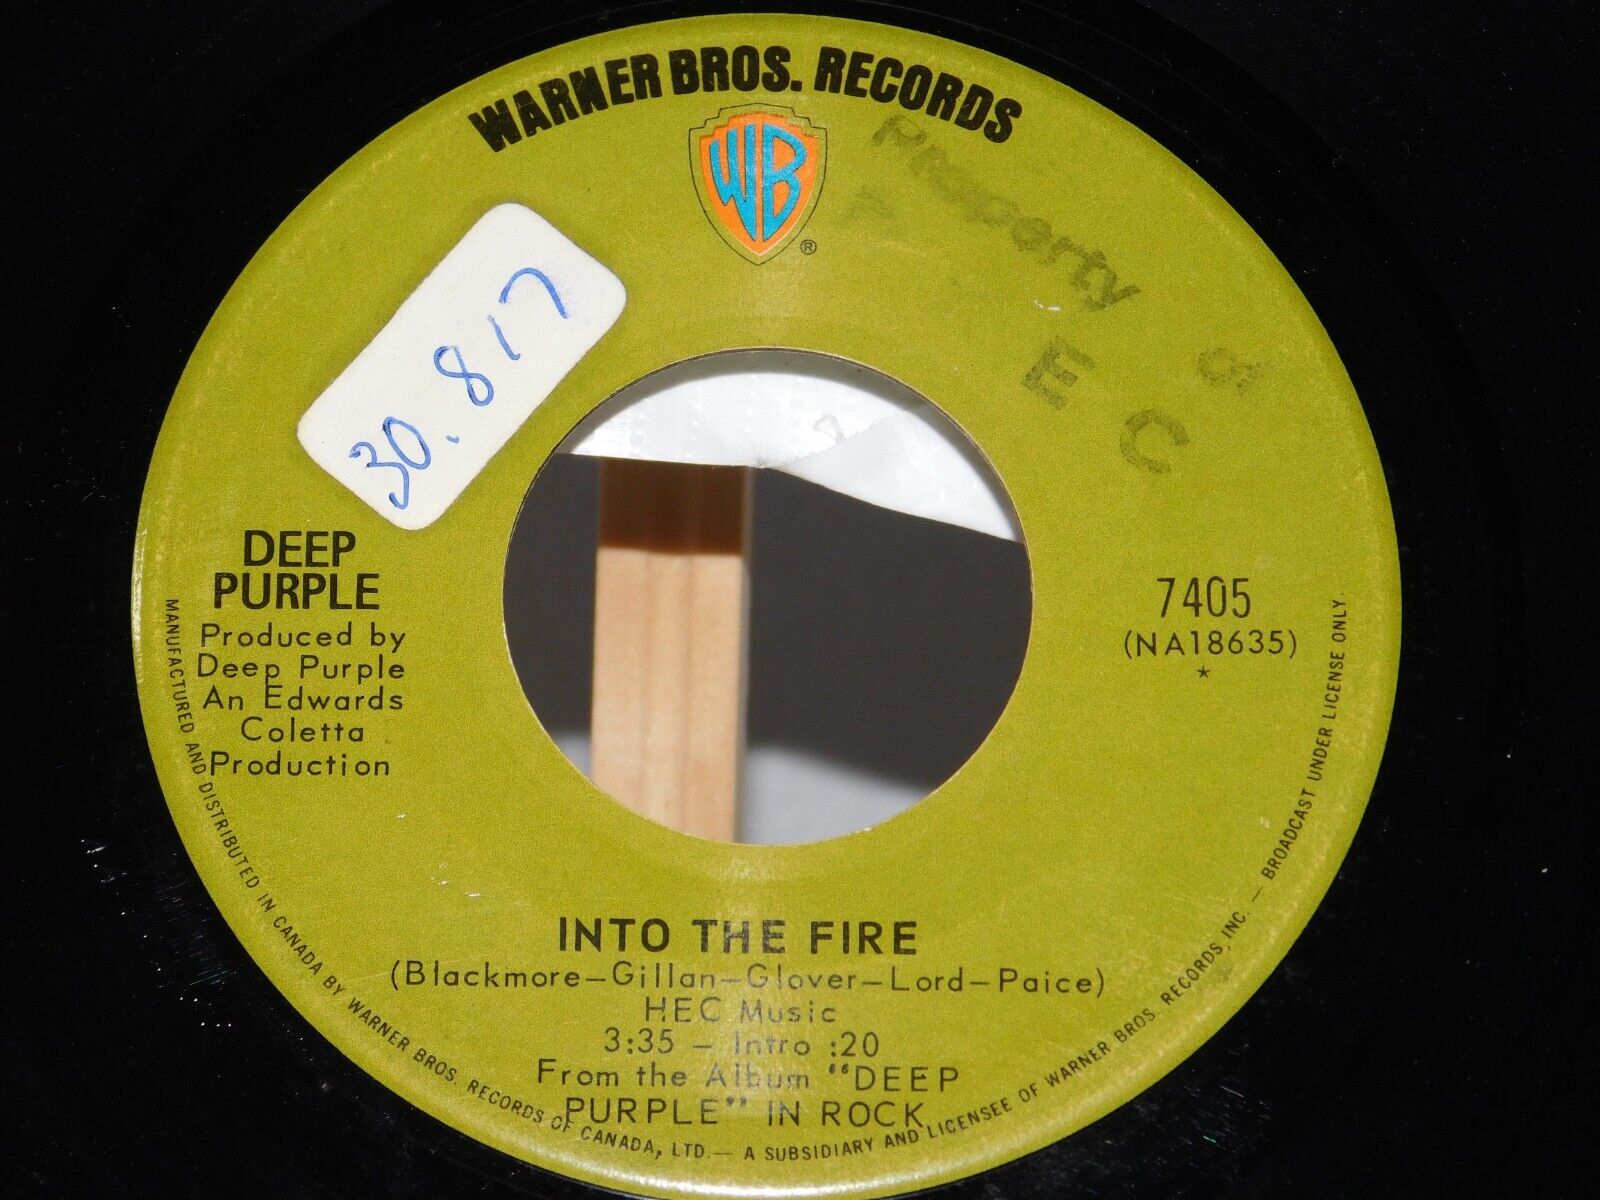 WARNER BROS. RECORDS
WB
®
Property
E C
30.817
DEEP
PURPLE
Produced by
Deep Purple
An Edwards
Coletta
Production
7405
(NA18635)
*
INTO THE FIRE
(Blackmore–Gillan–Glover–Lord–Paice)
HEC Music
3:35 – Intro :20
From the Album "DEEP
PURPLE" IN ROCK
MANUFACTURED AND DISTRIBUTED IN CANADA BY WARNER BROS. RECORDS OF CANADA, LTD.— A SUBSIDIARY AND LICENSEE OF WARNER BROS. RECORDS, INC. — BROADCAST UNDER LICENSE ONLY.